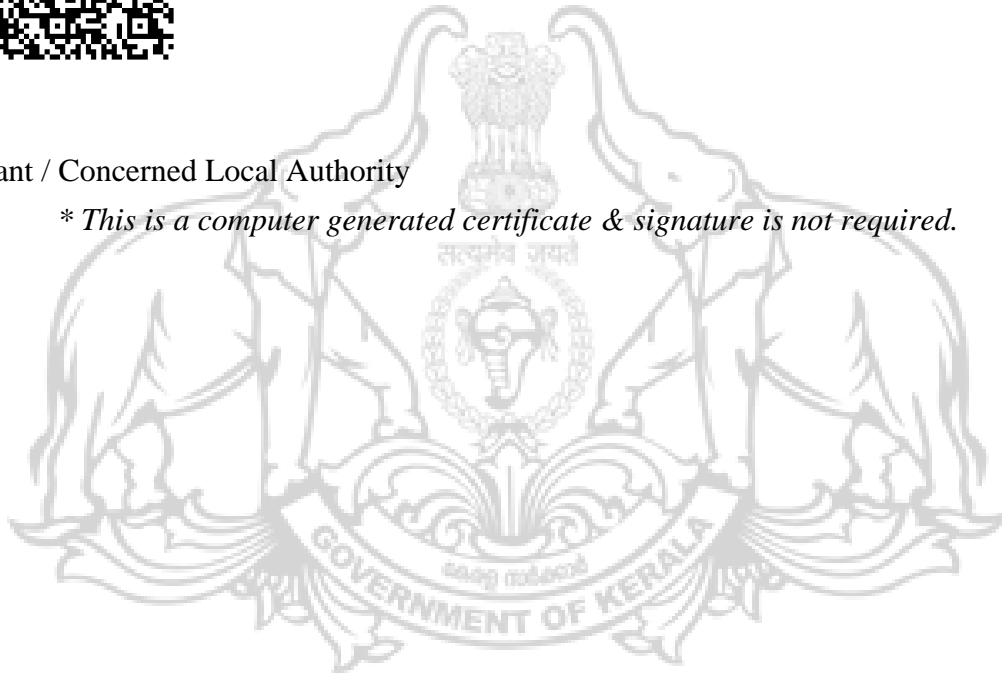 ant / Concerned Local Authority
* This is a computer generated certificate & signature is not required.
सत्यमेव जयते
GOVERNMENT OF KERALA